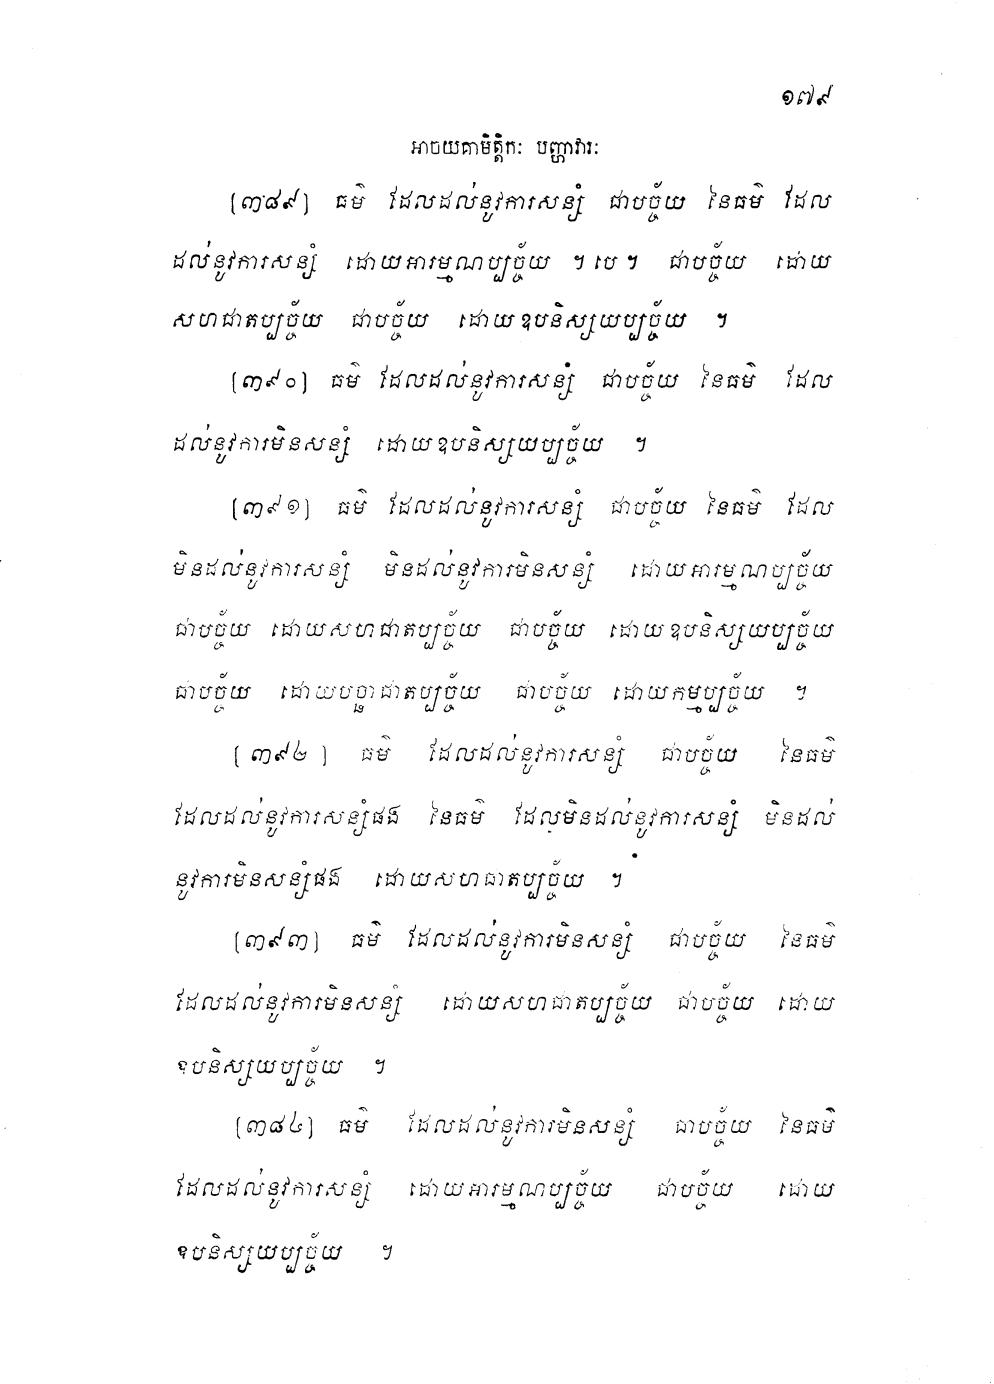 ១៧៩
អាចយគាមិត្តិកៈ បញ្ហាវារៈ
[៣៨៩] ធម៌ ដែលដល់នូវការសន្សំ ជាបច្ច័យ នៃធម៌ ដែល
ដល់នូវការសន្សំ ដោយអារម្មណប្បច្ច័យ ។ បេ ។ ជាបច្ច័យ ដោយ
សហជាតប្បច្ច័យ ជាបច្ច័យ ដោយឧបនិស្សយប្បច្ច័យ ។
[៣៩០] ធម៌ ដែលដល់នូវការសន្សំ ជាបច្ច័យ នៃធម៌ ដែល
ដល់នូវការមិនសន្សំ ដោយឧបនិស្សយប្បច្ច័យ ។
[៣៩១] ធម៌ ដែលដល់នូវការសន្សំ ជាបច្ច័យ នៃធម៌ ដែល
មិនដល់នូវការសន្សំ មិនដល់នូវការមិនសន្សំ ដោយអារម្មណប្បច្ច័យ
ជាបច្ច័យ ដោយសហជាតប្បច្ច័យ ជាបច្ច័យ ដោយឧបនិស្សយប្បច្ច័យ
ជាបច្ច័យ ដោយបច្ឆាជាតប្បច្ច័យ ជាបច្ច័យ ដោយកម្មប្បច្ច័យ ។
[៣៩៤] ធម៌ ដែលដល់នូវការសន្សំ ជាបច្ច័យ នៃធម៌
ដែលដល់នូវការសន្សំផង នៃធម៌ ដែលមិនដល់នូវការសន្សំ មិនដល់
នូវការមិនសន្សំផង ដោយសហជាតប្បច្ច័យ ។
[៣៩៣] ធម៌ ដែលដល់នូវការមិនសន្សំ ជាបច្ច័យ នៃធម៌
ដែលដល់នូវការមិនសន្សំ ដោយសហជាតប្បច្ច័យ ជាបច្ច័យ ដោយ
ឧបនិស្សយប្បច្ច័យ ។
[៣៨៤] ធម៌ ដែលដល់នូវការមិនសន្សំ ជាបច្ច័យ នៃធម៌
ដែលដល់នូវការសន្សំ ដោយអារម្មណប្បច្ច័យ ជាបច្ច័យ ដោយ
ឧបនិស្សយប្បច្ច័យ ។